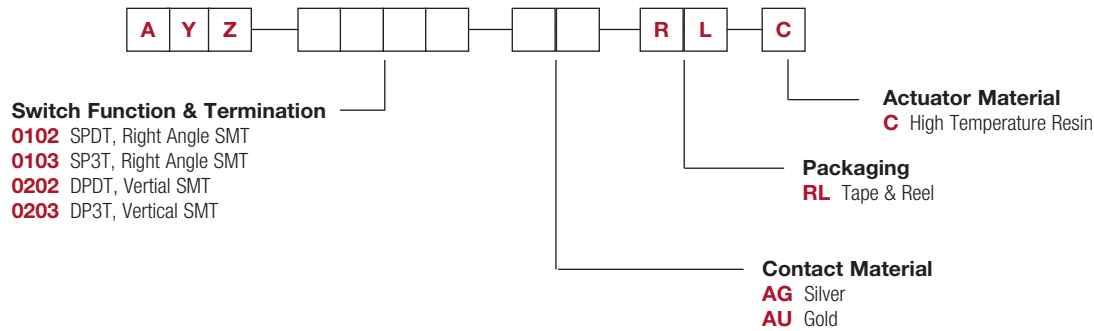 A Y Z R L C
Switch Function & Termination
0102 SPDT, Right Angle SMT
0103 SP3T, Right Angle SMT
0202 DPDT, Vertial SMT
0203 DP3T, Vertical SMT
Actuator Material
C High Temperature Resin
Packaging
RL Tape & Reel
Contact Material
AG Silver
AU Gold